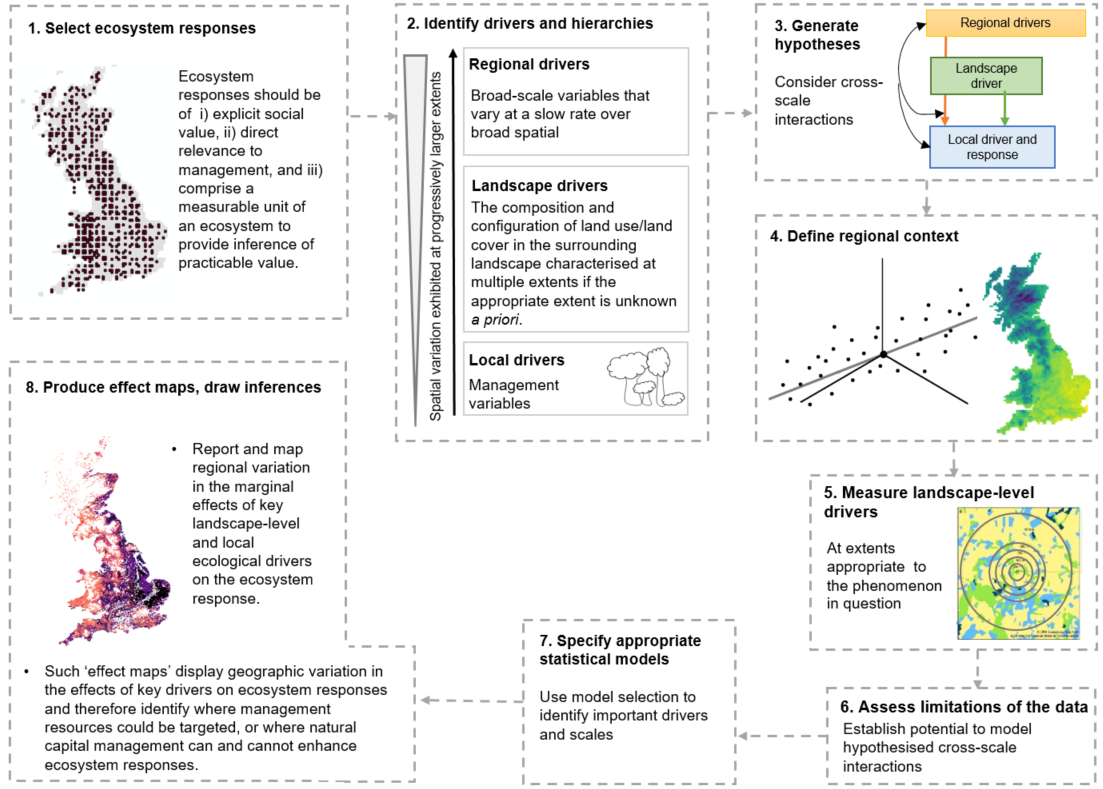 1. Select ecosystem responses
Ecosystem
responses should be
of  i) explicit social
value, ii) direct
relevance to
management, and iii)
comprise a
measurable unit of
an ecosystem to
provide inference of
practicable value.
2. Identify drivers and hierarchies
Spatial variation exhibited at progressively larger extents
Regional drivers
Broad-scale variables that
vary at a slow rate over
broad spatial
Landscape drivers
The composition and
configuration of land use/land
cover in the surrounding
landscape characterised at
multiple extents if the
appropriate extent is unknown
a priori.
Local drivers
Management
variables
3. Generate
hypotheses
Consider cross-
scale
interactions
Regional drivers
Landscape
driver
Local driver and
response
4. Define regional context
5. Measure landscape-level
drivers
At extents
appropriate  to
the phenomenon
in question
6. Assess limitations of the data
Establish potential to model
hypothesised cross-scale
interactions
7. Specify appropriate
statistical models
Use model selection to
identify important drivers
and scales
8. Produce effect maps, draw inferences
• Report and map
regional variation
in the marginal
effects of key
landscape-level
and local
ecological drivers
on the ecosystem
response.
• Such ‘effect maps’ display geographic variation in
the effects of key drivers on ecosystem responses
and therefore identify where management
resources could be targeted, or where natural
capital management can and cannot enhance
ecosystem responses.